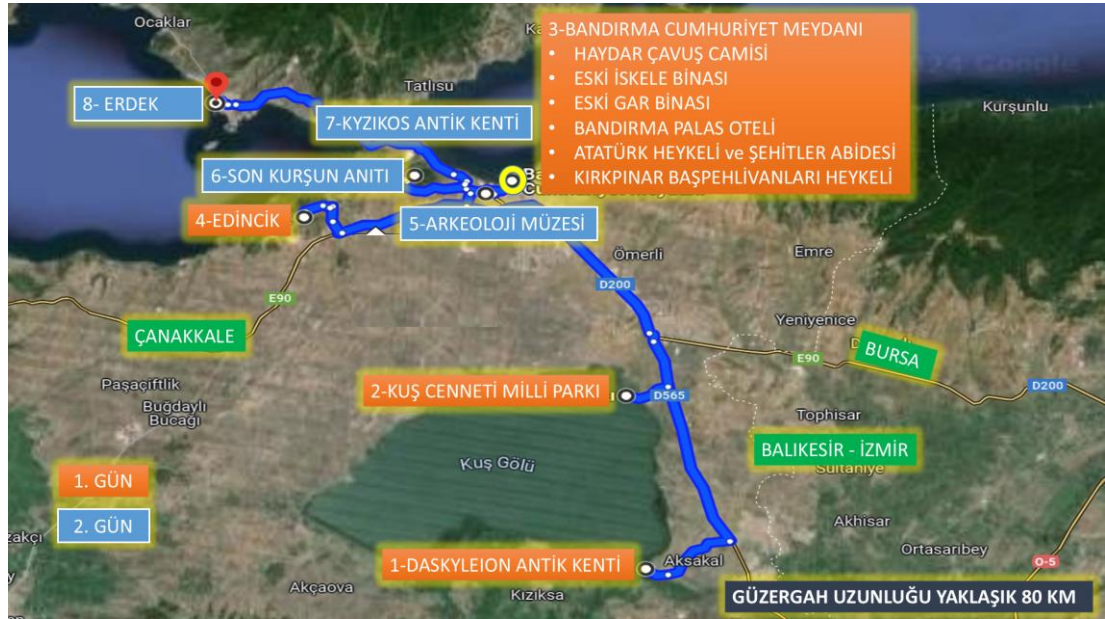 Ocaklar
3-BANDIRMA CUMHURİYET MEYDANI
• HAYDAR ÇAVUŞ CAMİSİ
• ESKİ İSKELE BİNASI
• ESKİ GAR BİNASI
• BANDIRMA PALAS OTELİ
• ATATÜRK HEYKELİ ve ŞEHİTLER ABİDESİ
• KIRKPINAR BAŞPEHLİVANLARI HEYKELİ
Tatlısu
Kurşunlu
8- ERDEK
7-KYZIKOS ANTİK KENTİ
6-SON KURŞUN ANITI
4-EDİNCİK
5-ARKEOLOJİ MÜZESİ
Ömerli
Emre
D200
E90
ÇANAKKALE
Yeniyenice
E90
BURSA
D200
Paşaçiftlik
Buğdaylı
Bucağı
2-KUŞ CENNETİ MİLLİ PARKI
D565
Tophisar
BALIKESİR - İZMİR
Sultaniye
Kuş Gölü
1. GÜN
2. GÜN
Akhisar
Ortasarıbey
O-5
1-DASKYLEION ANTİK KENTİ
Aksakal
Akçaova
Kızıksa
GÜZERGAH UZUNLUĞU YAKLAŞIK 80 KM